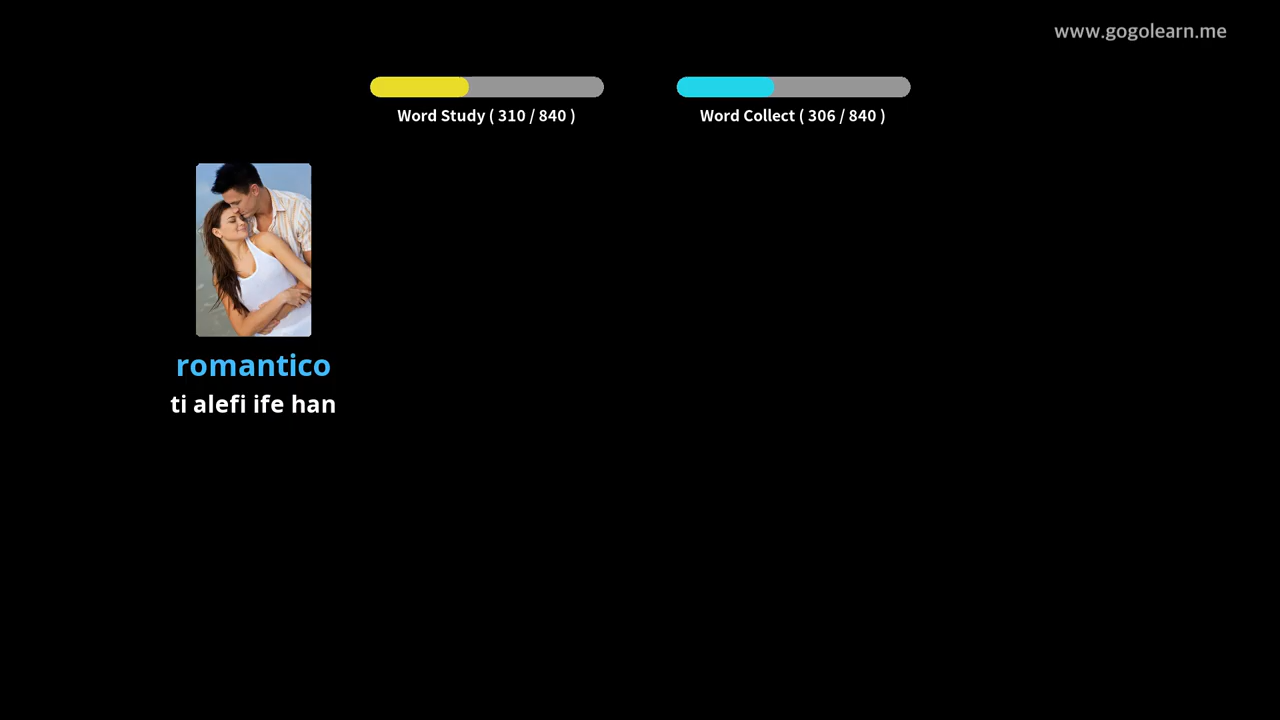 www.gogolearn.me
Word Study ( 310 / 840 )
Word Collect ( 306 / 840 )
romantico
ti alefi ife han